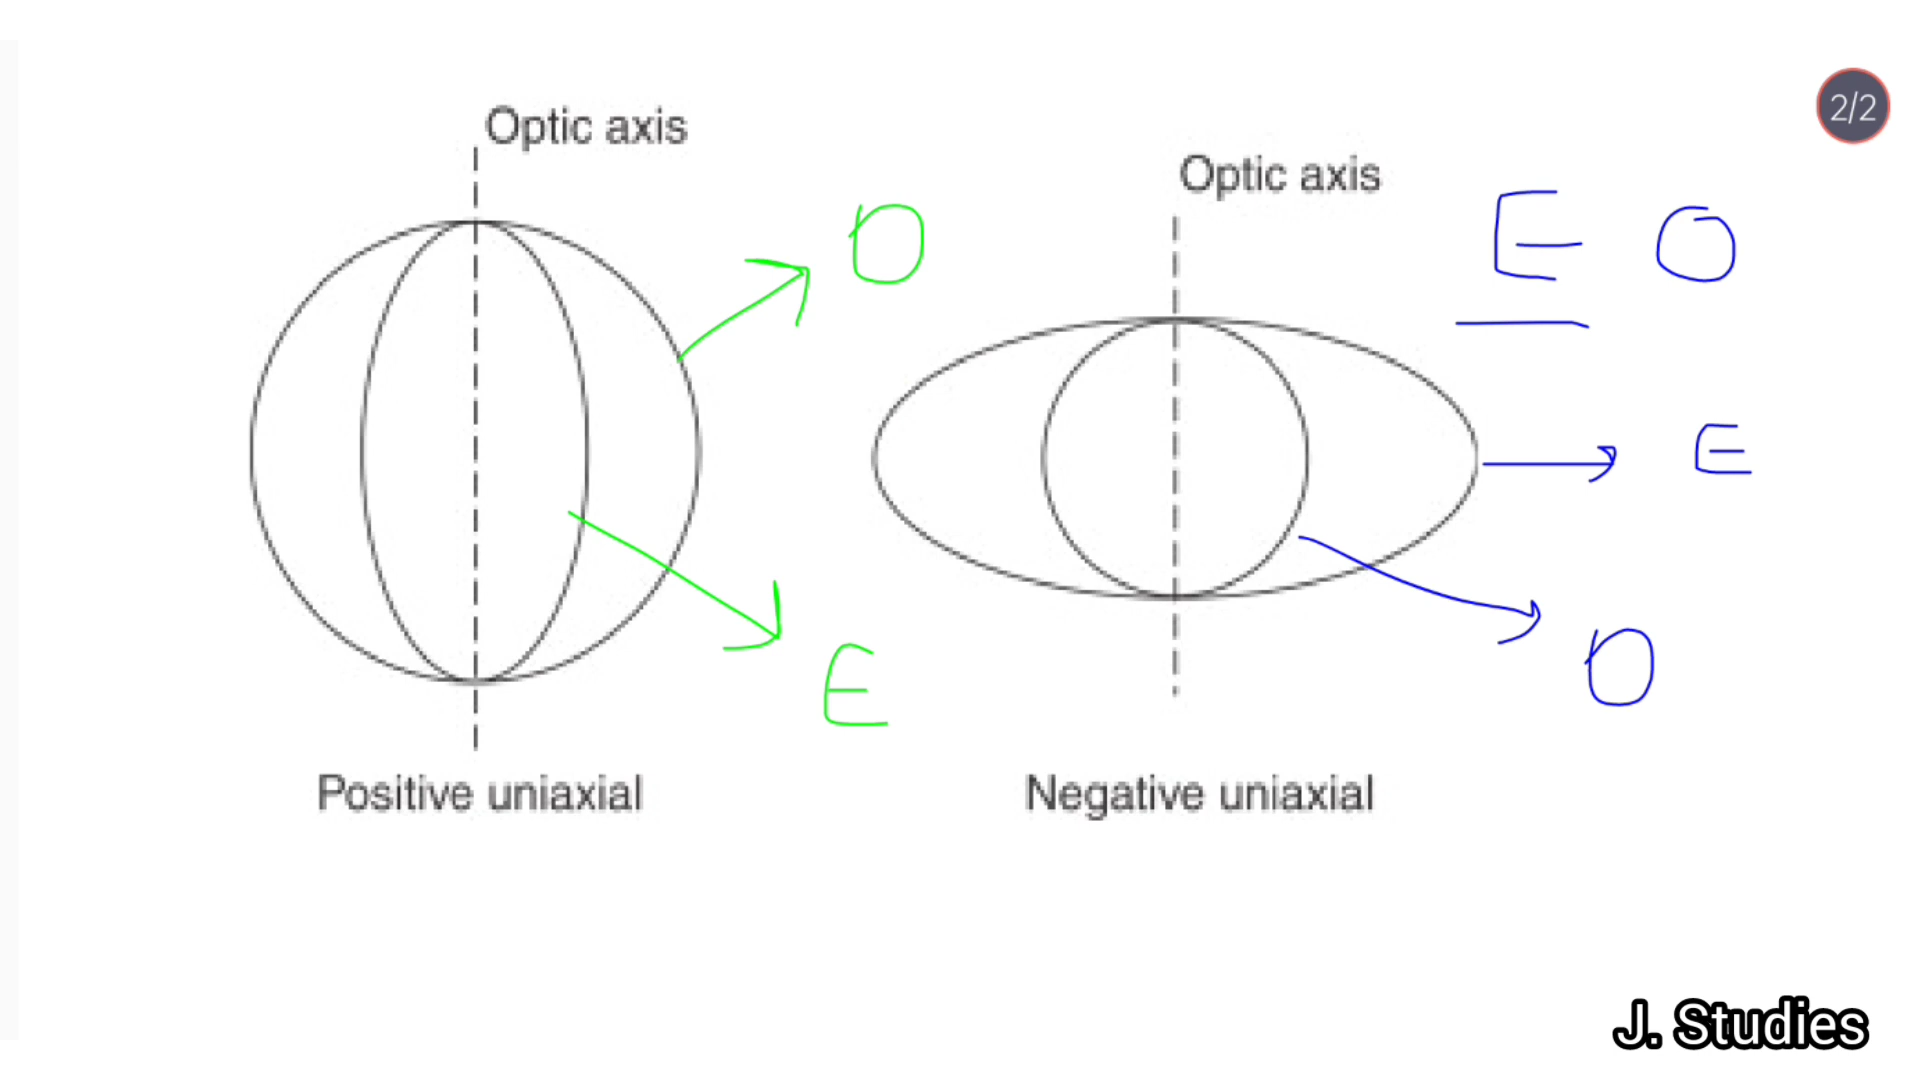 2/2
Optic axis
Optic axis
O
E O
E
O
E
Positive uniaxial
Negative uniaxial
J. Studies